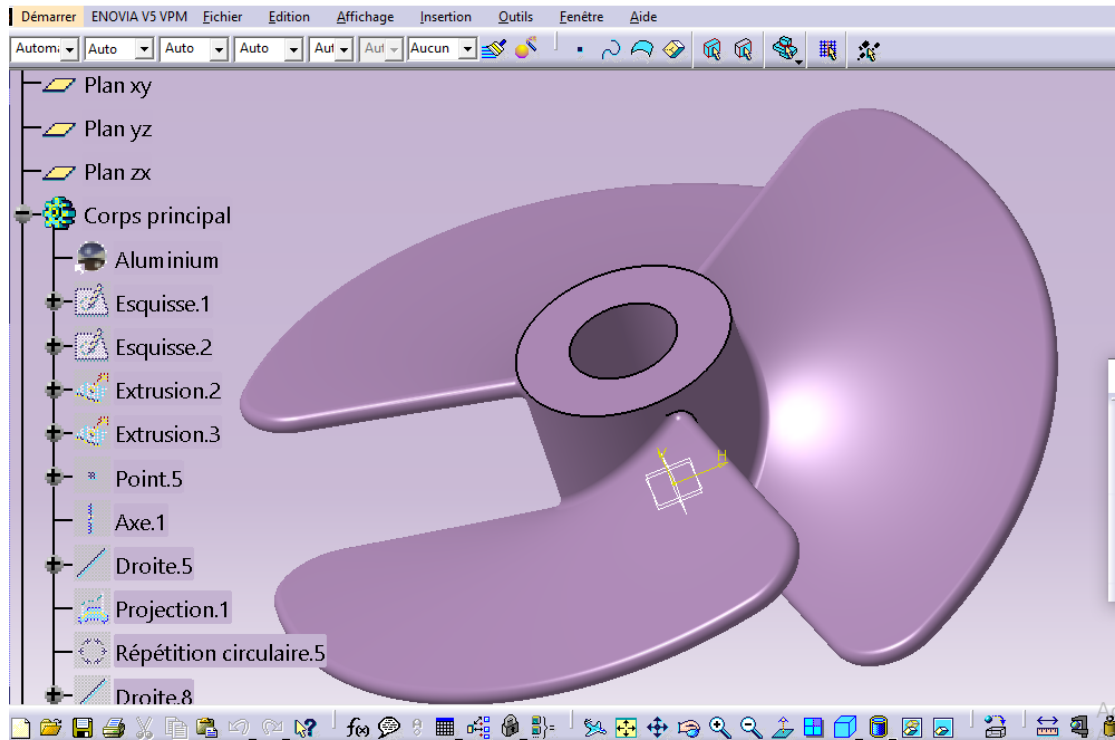 Démarrer ENOVIA V5 VPM Fichier Edition Affichage Insertion Outils Fenêtre Aide
Auto Auto Auto Aucun
Plan xy
Plan yz
Plan zx
Corps principal
Aluminium
Esquisse.1
Esquisse.2
Extrusion.2
Extrusion.3
Point.5
Axe.1
Droite.5
Projection.1
Répétition circulaire.5
Droite.8
V H
f(x)